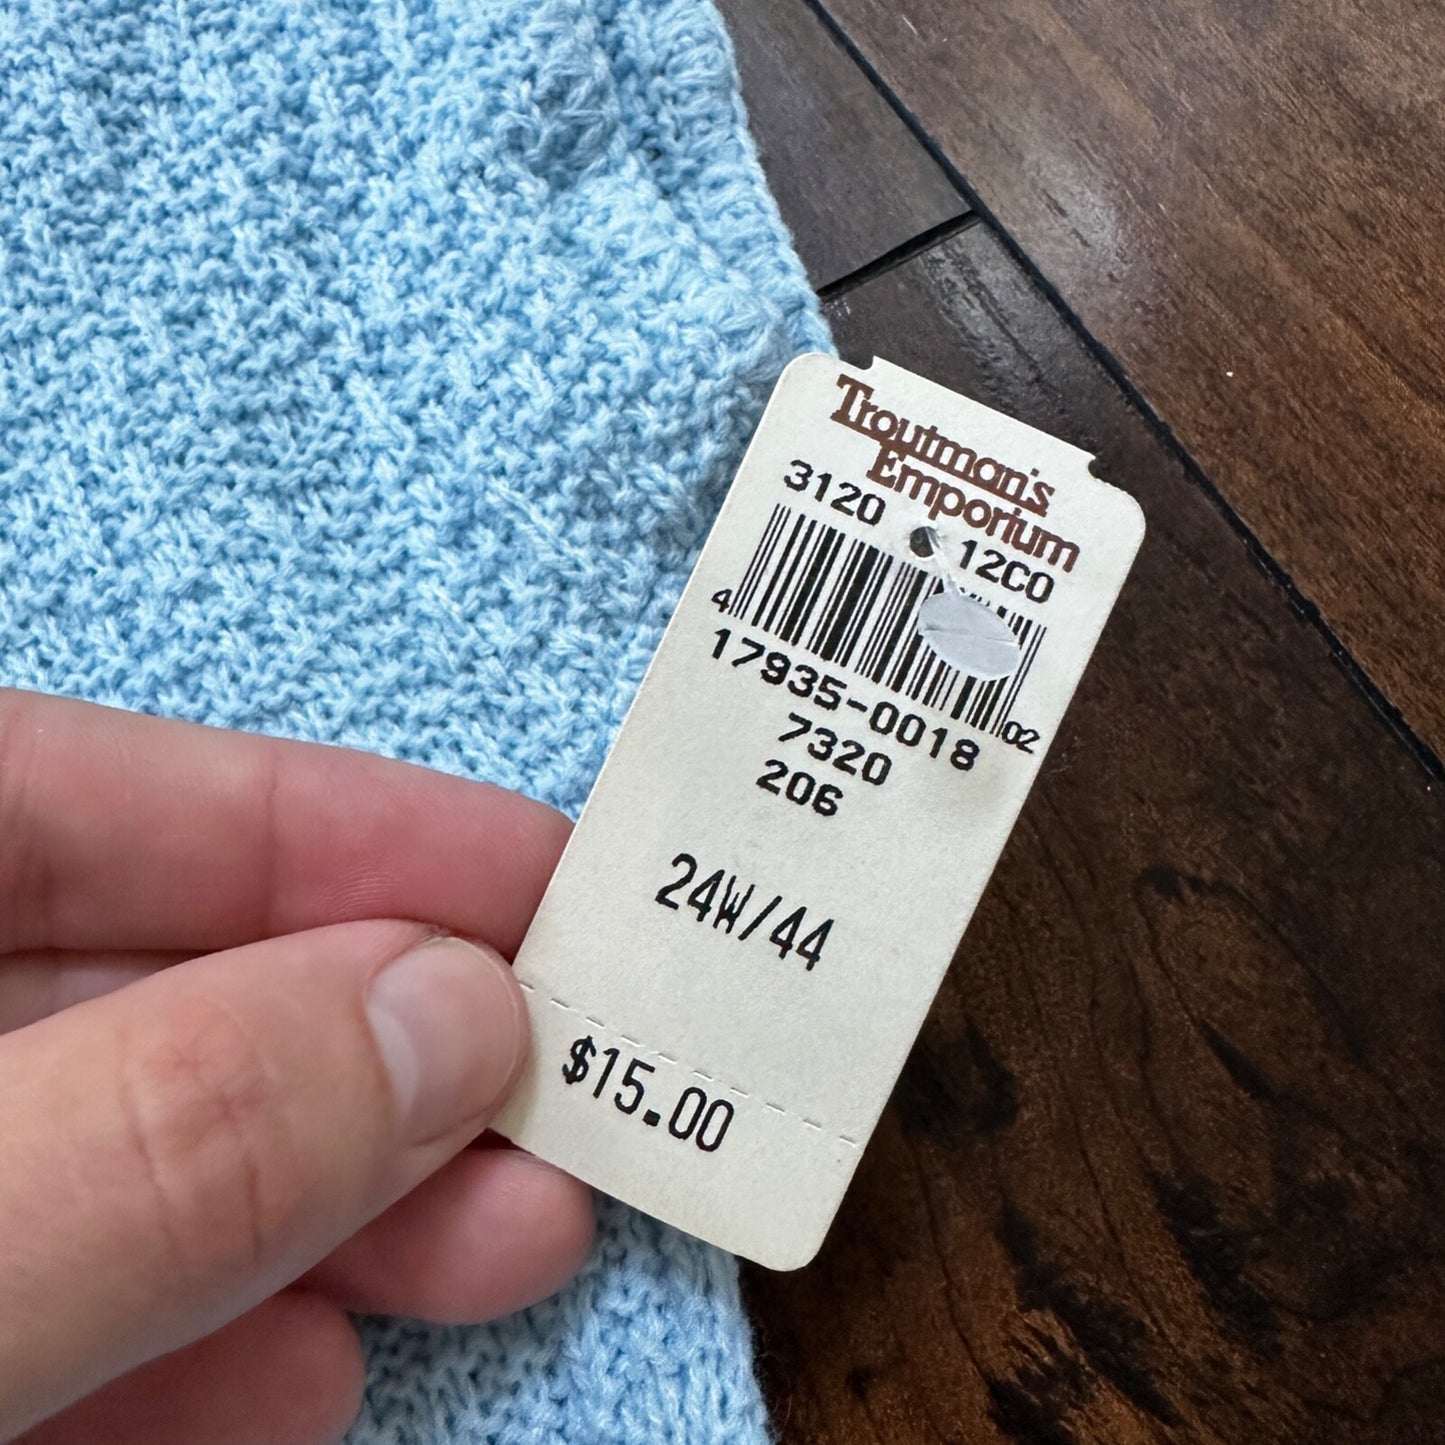 Troutman's
Emporium
3120 12C0
4 02
17935-0018
7320
206
24W/44
$15.00